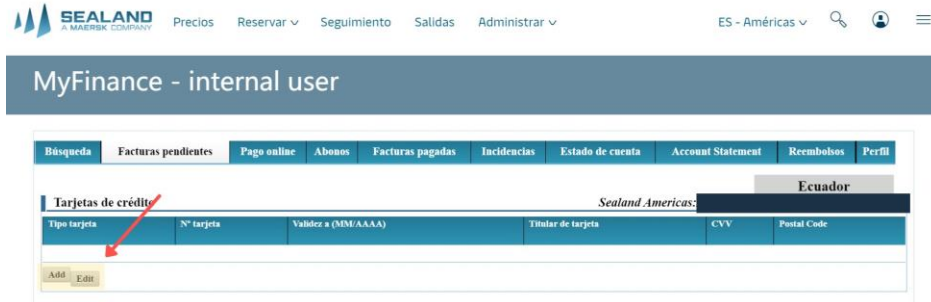 SEALAND
A MAERSK COMPANY
Precios Reservar Seguimiento Salidas Administrar ES - Américas
MyFinance - internal user
Búsqueda Facturas pendientes Pago online Abonos Facturas pagadas Incidencias Estado de cuenta Account Statement Reembolsos Perfil
Ecuador
Tarjetas de crédito Sealand Americas:
Tipo tarjeta Nº tarjeta Validez a (MM/AAAA) Titular de tarjeta CVV Postal Code
Add Edit